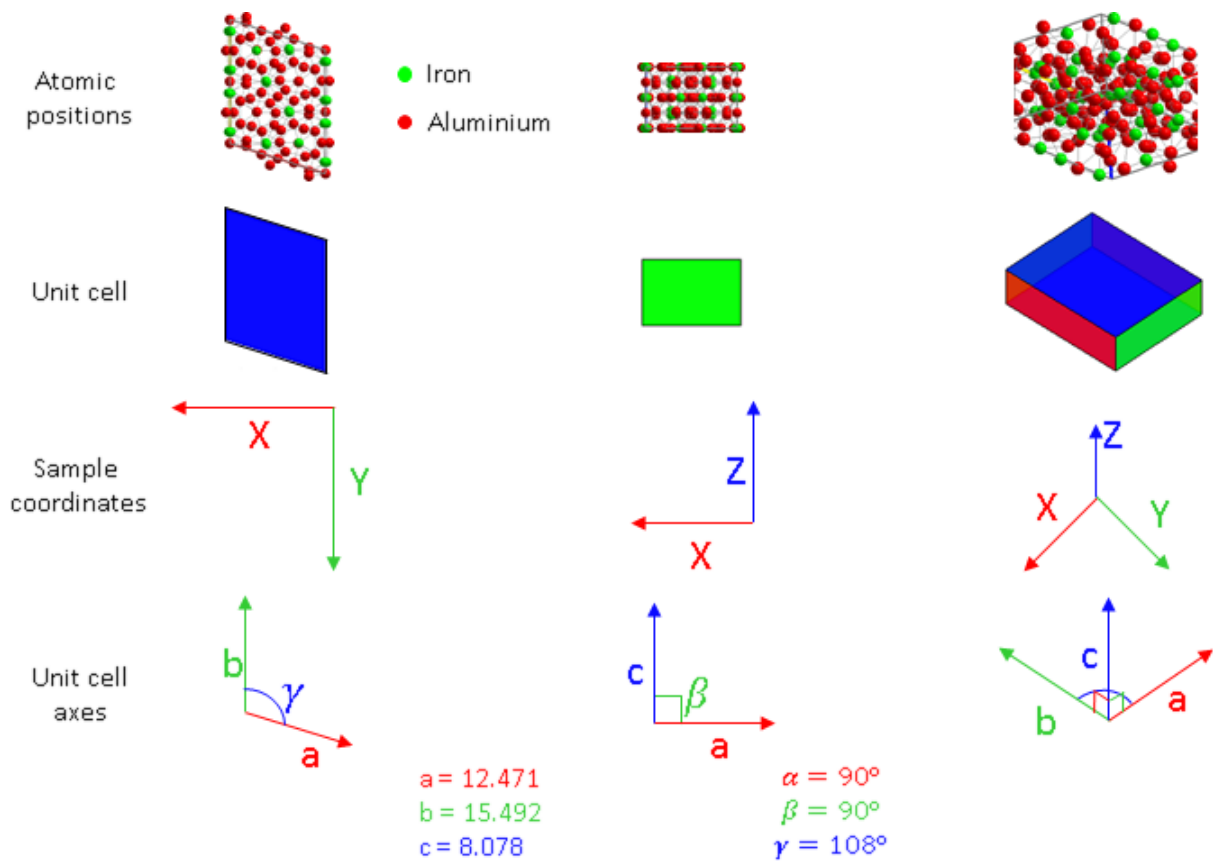 Atomic
positions
Iron
Aluminium
Unit cell
Sample
coordinates
X
Y
Z
X
Z
X
Y
Unit cell
axes
b
γ
a
c
β
a
c
b
a
a = 12.471
b = 15.492
c = 8.078
α = 90°
β = 90°
γ = 108°